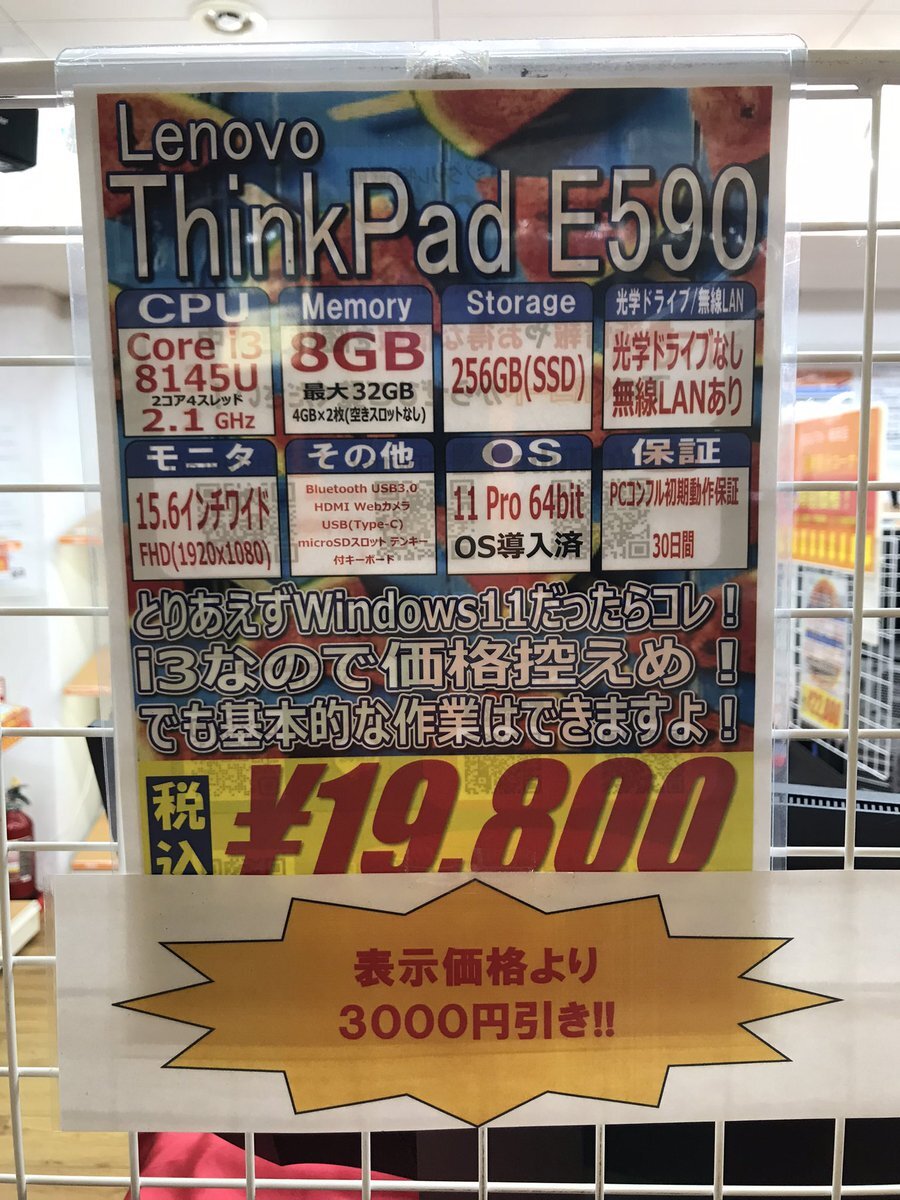 Lenovo
ThinkPad E590
CPU
Core i3
8145U
2コア4スレッド
2.1 GHz
Memory
8GB
最大32GB
4GB×2枚(空きスロットなし)
Storage
256GB(SSD)
光学ドライブ/無線LAN
光学ドライブなし
無線LANあり
モニタ
15.6インチワイド
FHD(1920x1080)
その他
Bluetooth USB3,0
HDMI Webカメラ
USB(Type-C)
microSDスロット テンキー
付キーボード
OS
11 Pro 64bit
OS導入済
保証
PCコンフル初期動作保証
30日間
とりあえずWindows11だったらコレ！
i3なので価格控えめ！
でも基本的な作業はできますよ！
税込
¥19,800
表示価格より
3000円引き!!